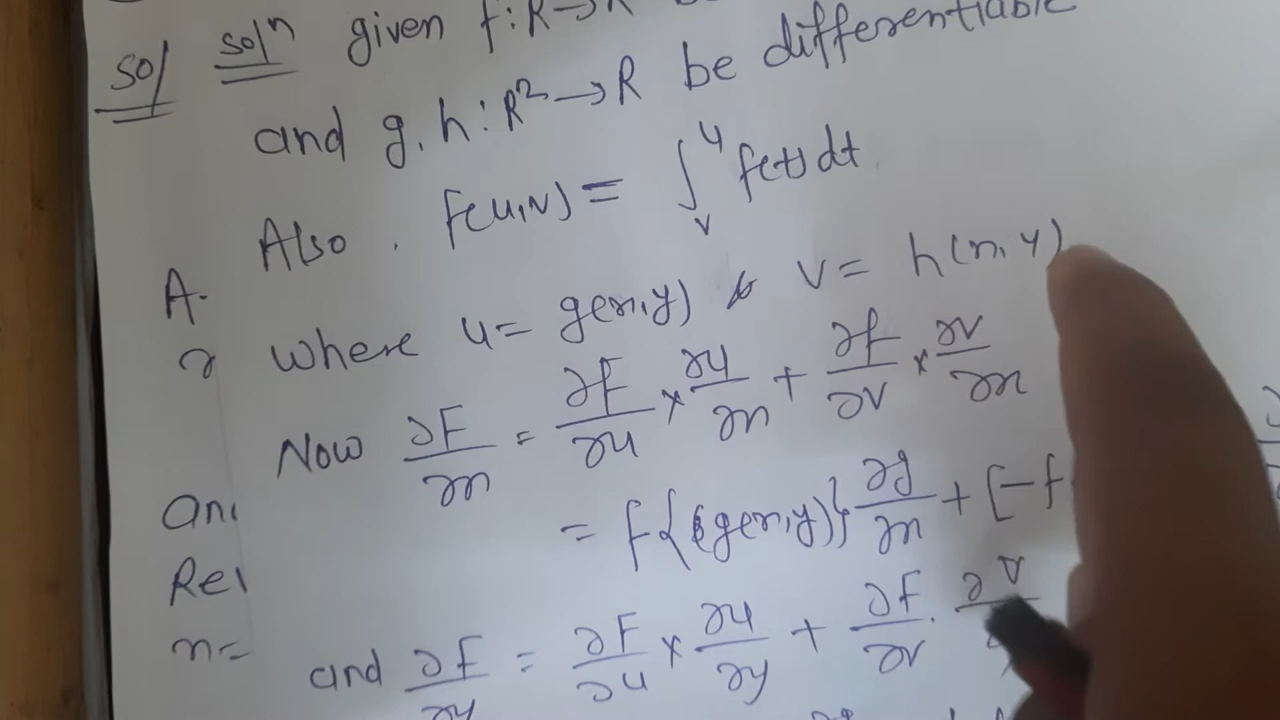 sol soln given f:R→R
and g,h:R²→R be differentiable
Also, F(u,v) = ∫_v^u f(t)dt
A.
where u= g(x,y) & v= h(x,y)
Now ∂F/∂x = ∂F/∂u × ∂u/∂x + ∂f/∂v × ∂v/∂x
= f{(g(x,y))} ∂g/∂x + [-f
and ∂F/∂y = ∂F/∂u × ∂u/∂y + ∂F/∂v .